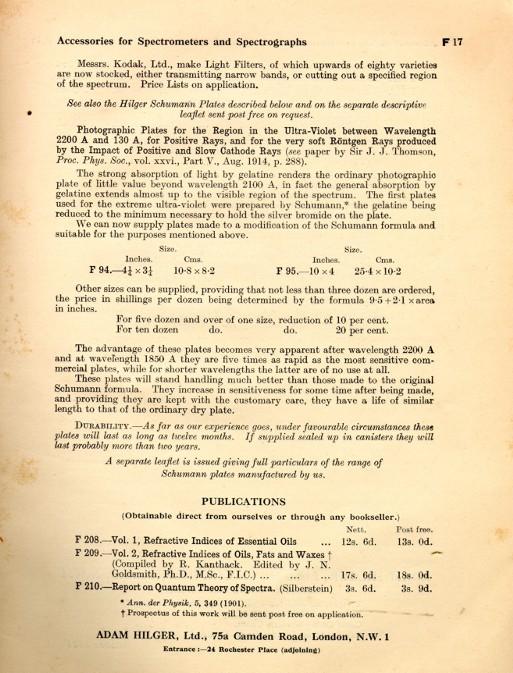 Accessories for Spectrometers and Spectrographs F 17
Messrs. Kodak, Ltd., make Light Filters, of which upwards of eighty varieties
are now stocked, either transmitting narrow bands, or cutting out a specified region
of the spectrum. Price Lists on application.
See also the Hilger Schumann Plates described below and on the separate descriptive
leaflet sent post free on request.
Photographic Plates for the Region in the Ultra-Violet between Wavelength
2200 A and 130 A, for Positive Rays, and for the very soft Röntgen Rays produced
by the Impact of Positive and Slow Cathode Rays (see paper by Sir J. J. Thomson,
Proc. Phys. Soc., vol. xxvi., Part V., Aug. 1914, p. 288).
The strong absorption of light by gelatine renders the ordinary photographic
plate of little value beyond wavelength 2100 A, in fact the general absorption by
gelatine extends almost up to the visible region of the spectrum. The first plates
used for the extreme ultra-violet were prepared by Schumann,* the gelatine being
reduced to the minimum necessary to hold the silver bromide on the plate.
We can now supply plates made to a modification of the Schumann formula and
suitable for the purposes mentioned above.
Size. Size.
Inches. Cms. Inches. Cms.
F 94.—4¼ × 3¼ 10·8 × 8·2 F 95.—10 × 4 25·4 × 10·2
Other sizes can be supplied, providing that not less than three dozen are ordered,
the price in shillings per dozen being determined by the formula 9·5 + 2·1 × area
in inches.
For five dozen and over of one size, reduction of 10 per cent.
For ten dozen do. do. 20 per cent.
The advantage of these plates becomes very apparent after wavelength 2200 A
and at wavelength 1850 A they are five times as rapid as the most sensitive com-
mercial plates, while for shorter wavelengths the latter are of no use at all.
These plates will stand handling much better than those made to the original
Schumann formula. They increase in sensitiveness for some time after being made,
and providing they are kept with the customary care, they have a life of similar
length to that of the ordinary dry plate.
Durability.—As far as our experience goes, under favourable circumstances these
plates will last as long as twelve months. If supplied sealed up in canisters they will
last probably more than two years.
A separate leaflet is issued giving full particulars of the range of
Schumann plates manufactured by us.
PUBLICATIONS
(Obtainable direct from ourselves or through any bookseller.)
Nett. Post free.
F 208.—Vol. 1, Refractive Indices of Essential Oils ... 12s. 6d. 13s. 0d.
F 209.—Vol. 2, Refractive Indices of Oils, Fats and Waxes †
(Compiled by R. Kanthack. Edited by J. N.
Goldsmith, Ph.D., M.Sc., F.I.C.) ... ... ... 17s. 6d. 18s. 0d.
F 210.—Report on Quantum Theory of Spectra. (Silberstein) 3s. 6d. 3s. 9d.
* Ann. der Physik, 5, 349 (1901).
† Prospectus of this work will be sent post free on application.
ADAM HILGER, Ltd., 75a Camden Road, London, N.W. 1
Entrance :—24 Rochester Place (adjoining)